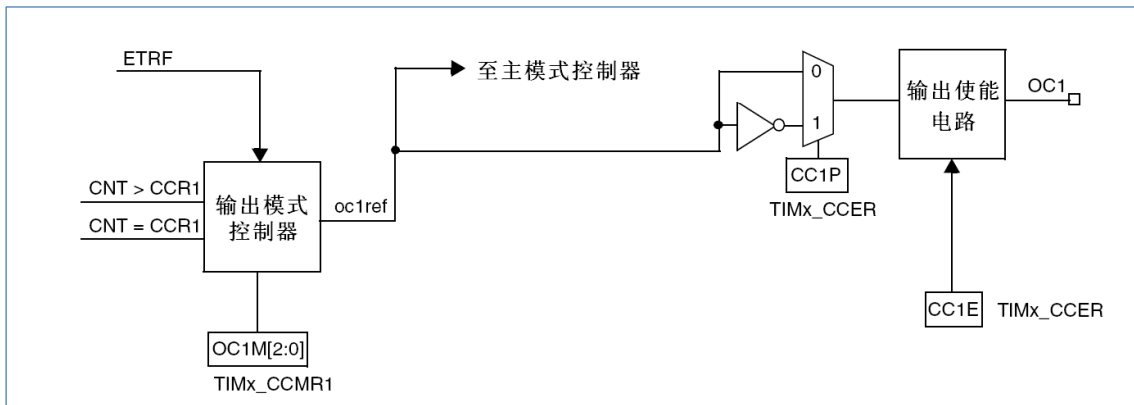 ETRF
至主模式控制器
0
1
输出使能
电路
OC1
CC1P
TIMx_CCER
CNT > CCR1
CNT = CCR1
输出模式
控制器
oc1ref
CC1E
TIMx_CCER
OC1M[2:0]
TIMx_CCMR1